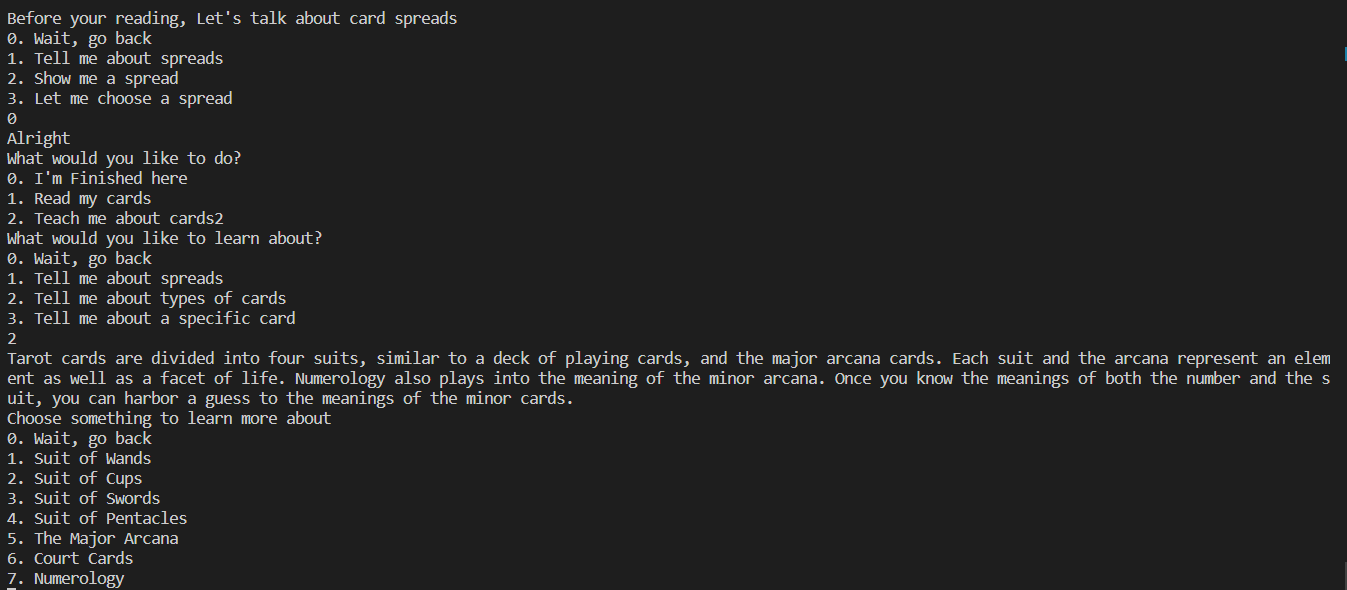 Before your reading, Let's talk about card spreads
0. Wait, go back
1. Tell me about spreads
2. Show me a spread
3. Let me choose a spread
0
Alright
What would you like to do?
0. I'm Finished here
1. Read my cards
2. Teach me about cards2
What would you like to learn about?
0. Wait, go back
1. Tell me about spreads
2. Tell me about types of cards
3. Tell me about a specific card
2
Tarot cards are divided into four suits, similar to a deck of playing cards, and the major arcana cards. Each suit and the arcana represent an elem
ent as well as a facet of life. Numerology also plays into the meaning of the minor arcana. Once you know the meanings of both the number and the s
uit, you can harbor a guess to the meanings of the minor cards.
Choose something to learn more about
0. Wait, go back
1. Suit of Wands
2. Suit of Cups
3. Suit of Swords
4. Suit of Pentacles
5. The Major Arcana
6. Court Cards
7. Numerology